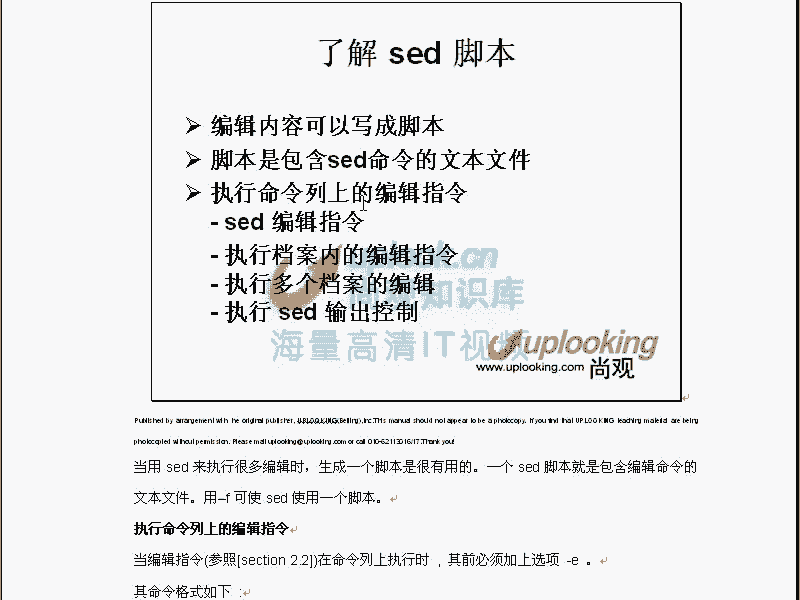 了解 sed 脚本
➢ 编辑内容可以写成脚本
➢ 脚本是包含sed命令的文本文件
➢ 执行命令列上的编辑指令
- sed 编辑指令
- 执行档案内的编辑指令
- 执行多个档案的编辑
- 执行 sed 输出控制
海量高清IT视频
uplooking
www.uplooking.com 尚观
Published by arrangement with the original publisher, UPLOOKING(Beijing),Inc.This manual should not appear to be a photocopy. If you find that UPLOOKING teaching material are being
photocopied without permission. Please mail uplooking@uplooking.com or call 010-62113016/17.Thank you!
当用 sed 来执行很多编辑时，生成一个脚本是很有用的。一个 sed 脚本就是包含编辑命令的
文本文件。用–f 可使 sed 使用一个脚本。
执行命令列上的编辑指令
当编辑指令(参照[section 2.2])在命令列上执行时 , 其前必须加上选项 -e 。
其命令格式如下 :